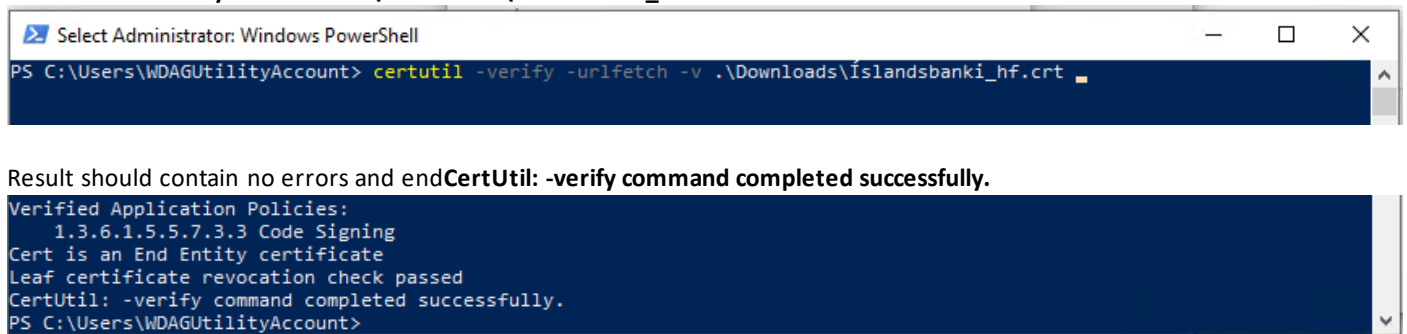 Select Administrator: Windows PowerShell
PS C:\Users\WDAGUtilityAccount> certutil -verify -urlfetch -v .\Downloads\Íslandsbanki_hf.crt
Result should contain no errors and endCertUtil: -verify command completed successfully.
Verified Application Policies:
    1.3.6.1.5.5.7.3.3 Code Signing
Cert is an End Entity certificate
Leaf certificate revocation check passed
CertUtil: -verify command completed successfully.
PS C:\Users\WDAGUtilityAccount>